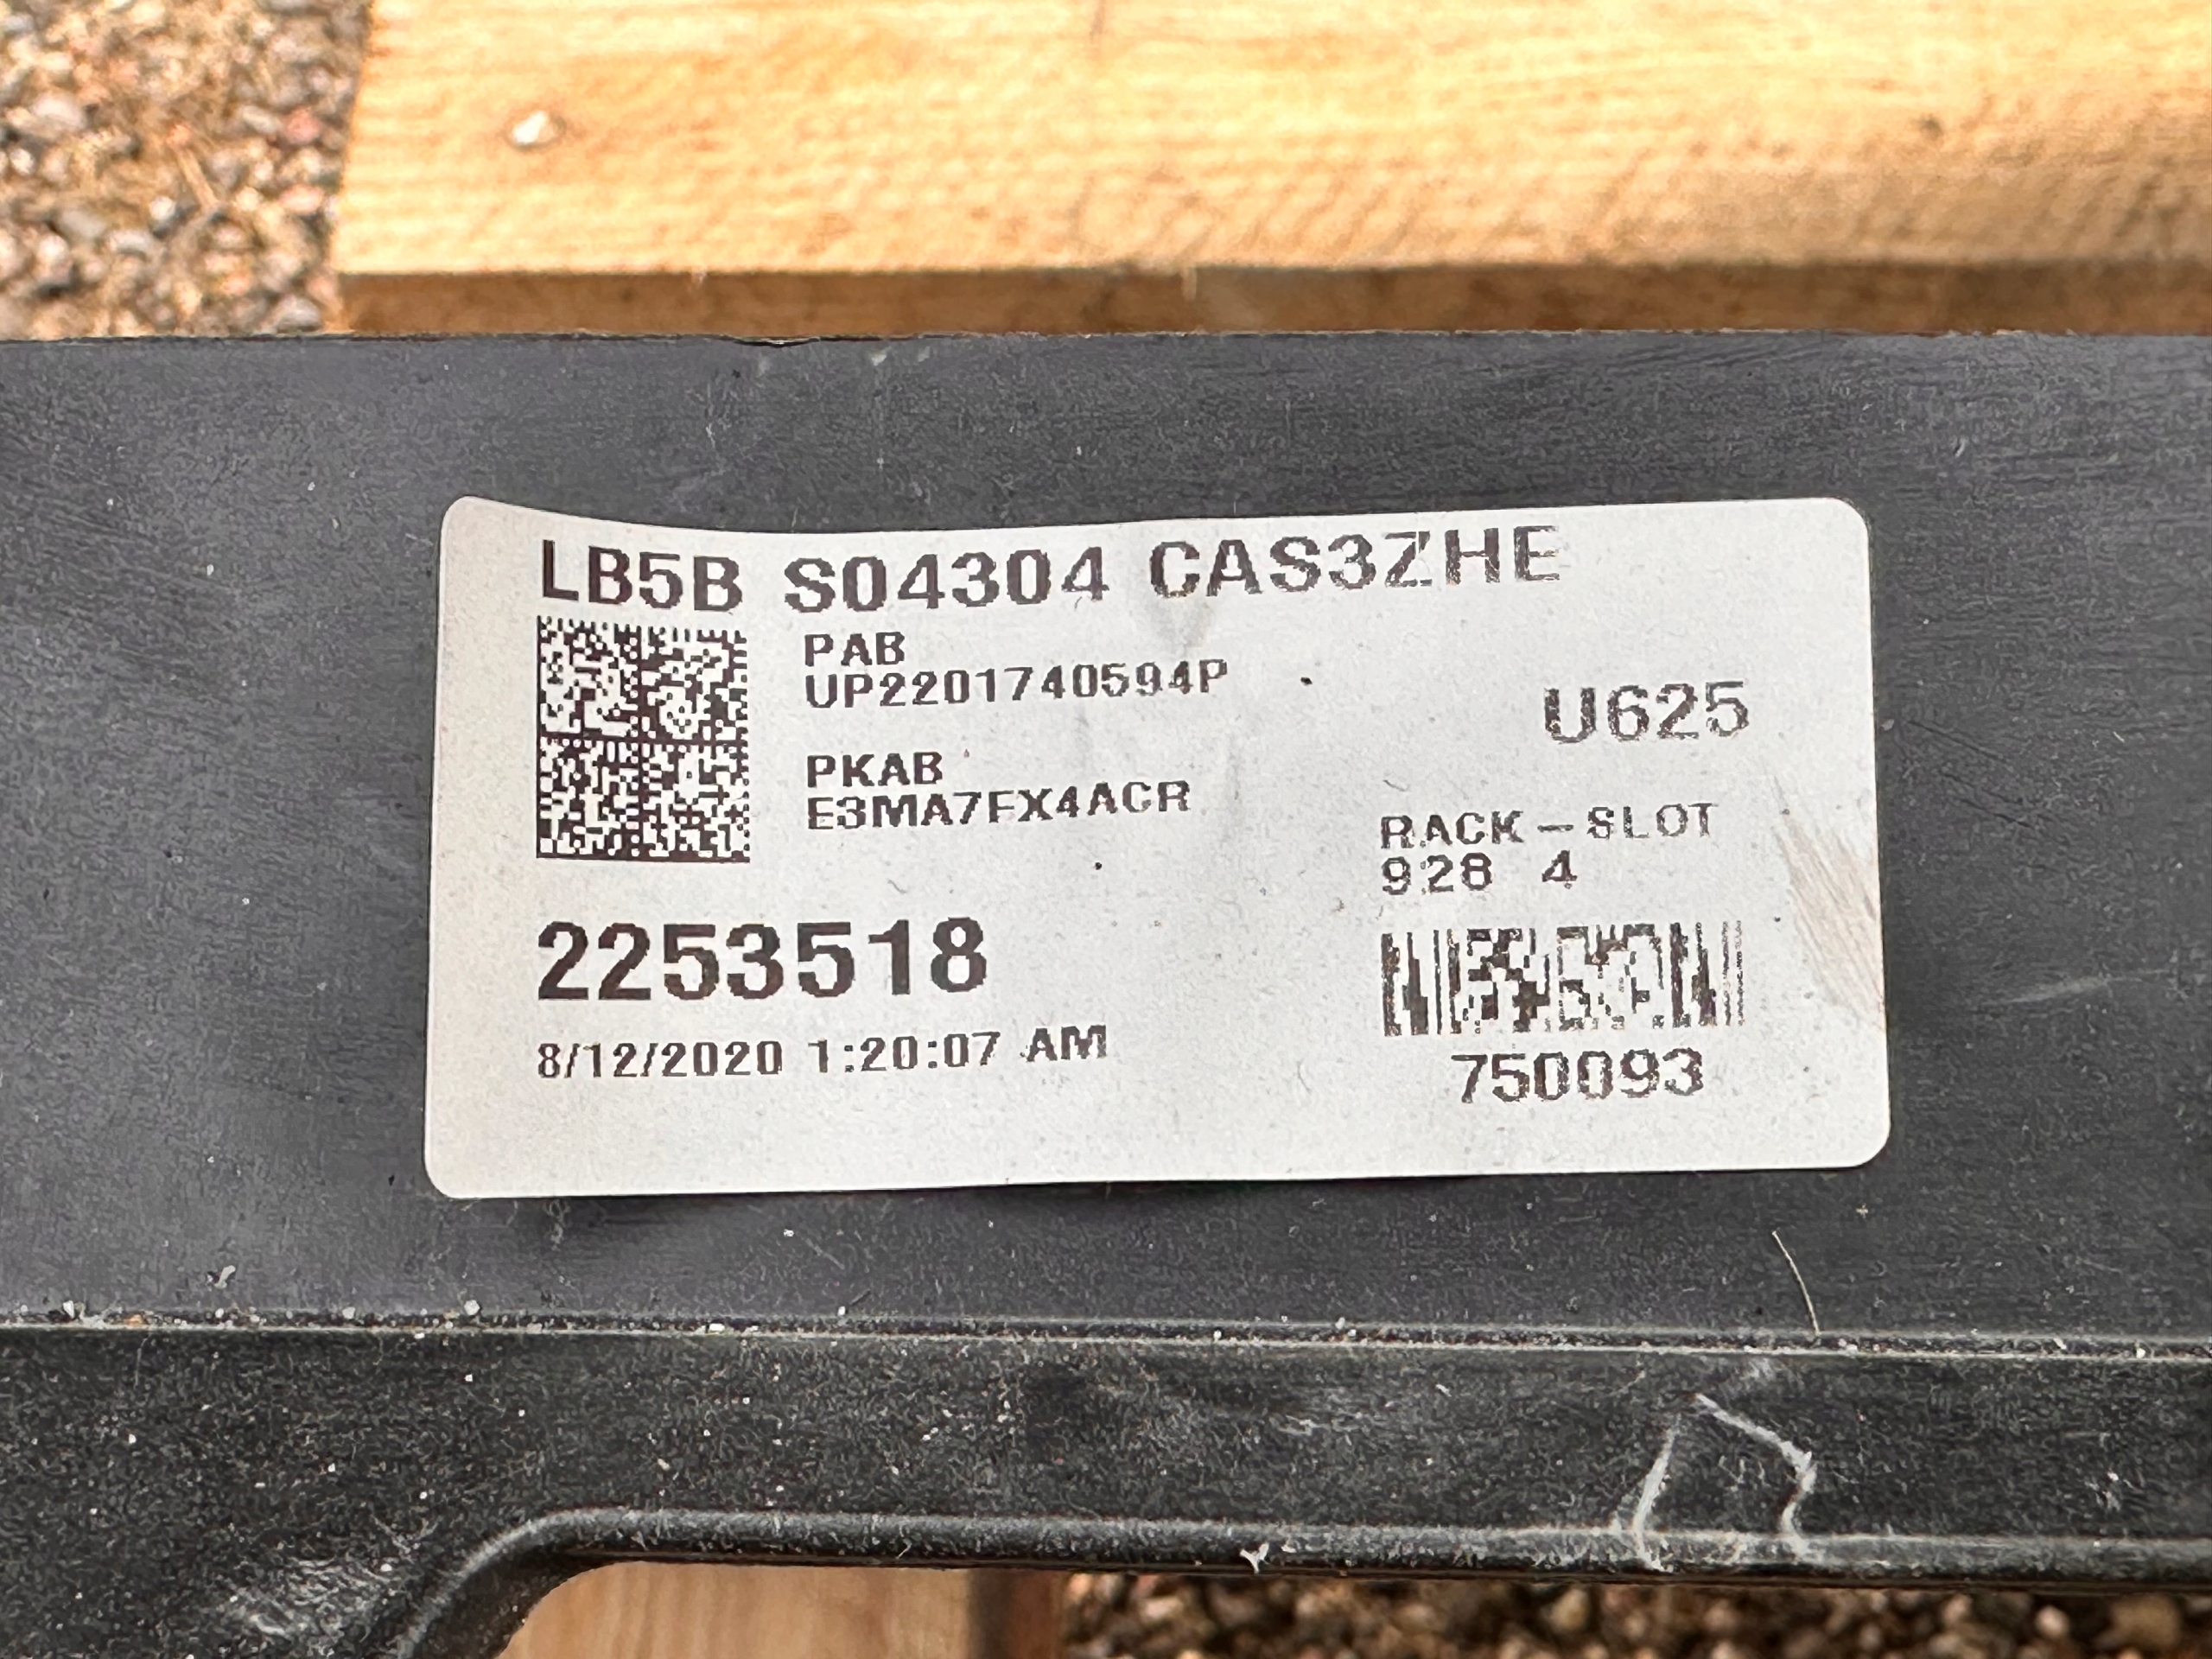 LB5B S04304 CAS3ZHE
PAB
UP2201740594P
U625
PKAB
E3MA7FX4ACR
RACK-SLOT
928 4
2253518
8/12/2020 1:20:07 AM
750093